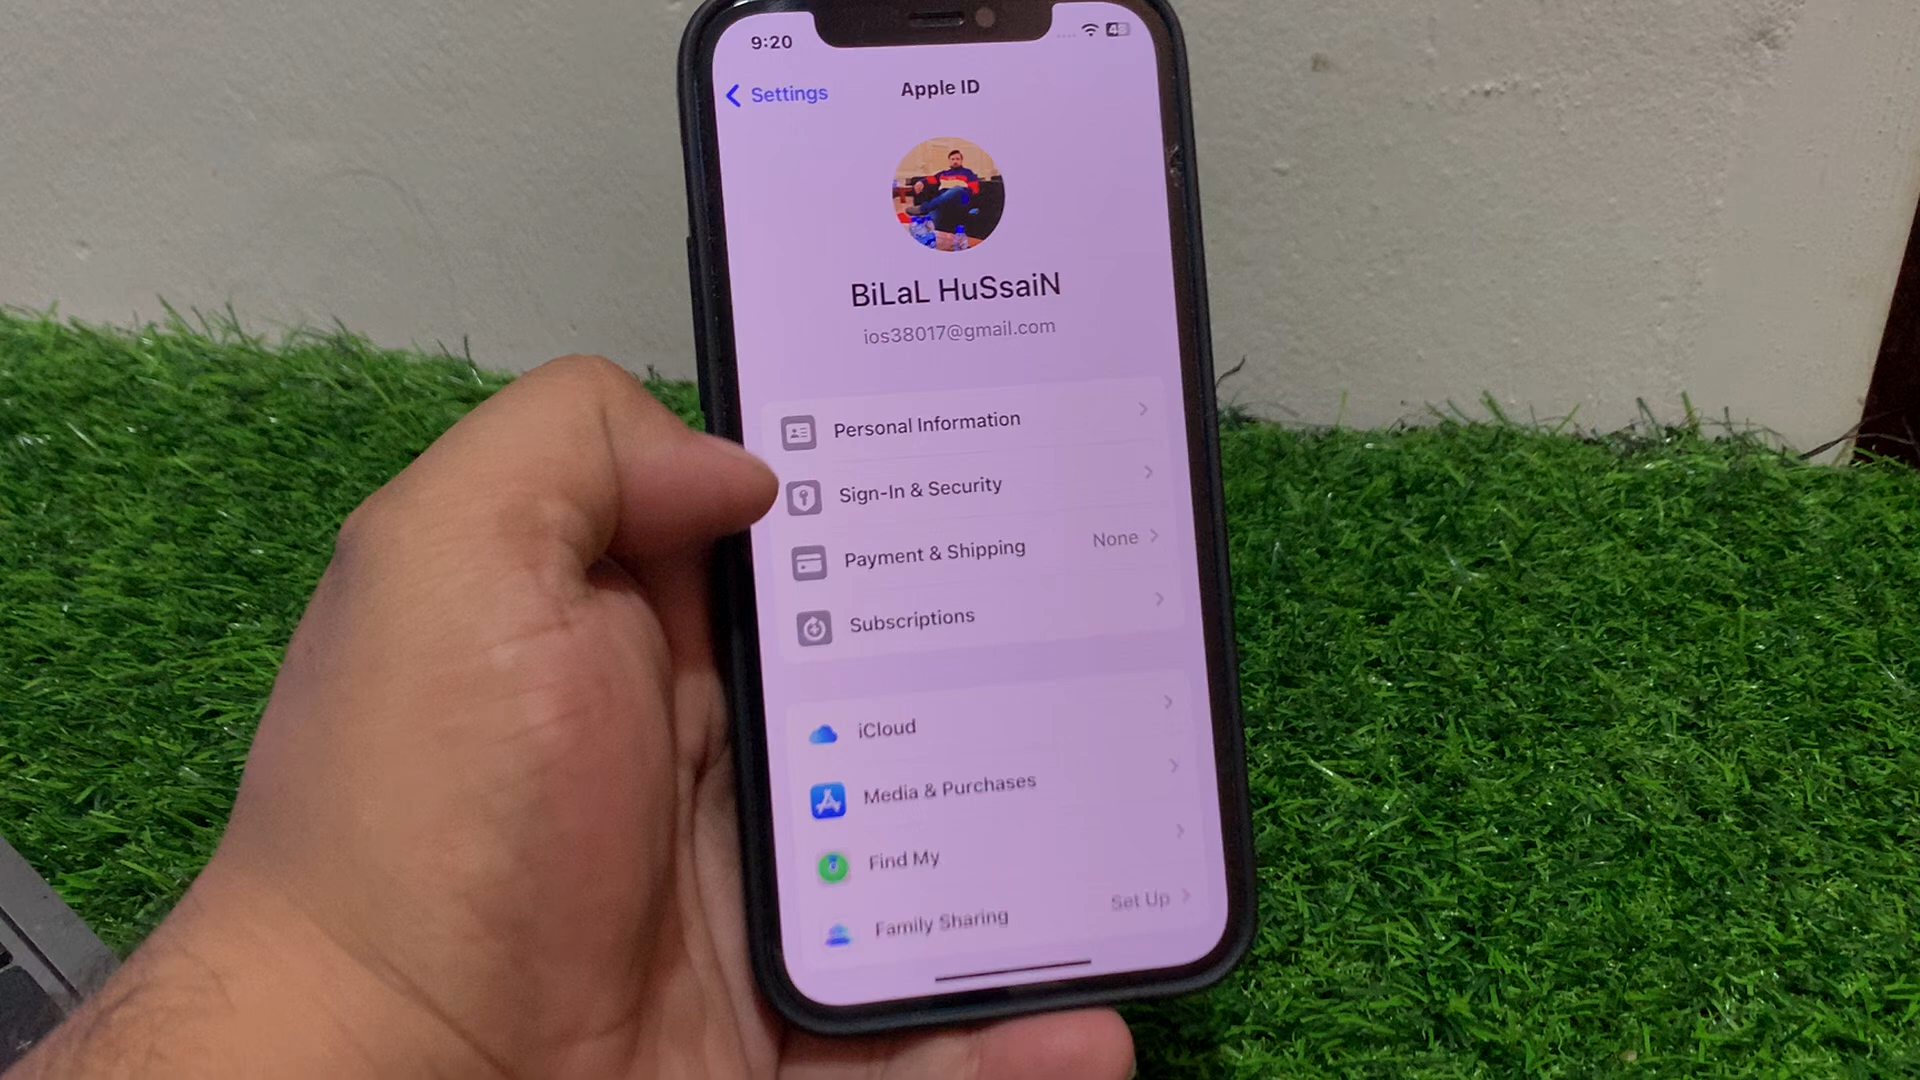 9:20
48
Settings
Apple ID
BiLaL HuSsaiN
ios38017@gmail.com
Personal Information
Sign-In & Security
Payment & Shipping None
Subscriptions
iCloud
Media & Purchases
Find My
Family Sharing Set Up